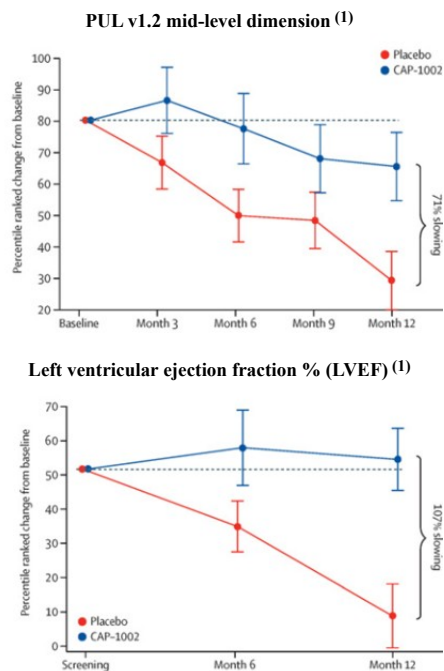 PUL v1.2 mid-level dimension (1)
Percentile ranked change from baseline
100
90
80
70
60
50
40
30
20
Placebo
CAP-1002
71% slowing
Baseline
Month 3
Month 6
Month 9
Month 12
Left ventricular ejection fraction % (LVEF) (1)
Percentile ranked change from baseline
70
60
50
40
30
20
10
0
Placebo
CAP-1002
107% slowing
Screening
Month 6
Month 12